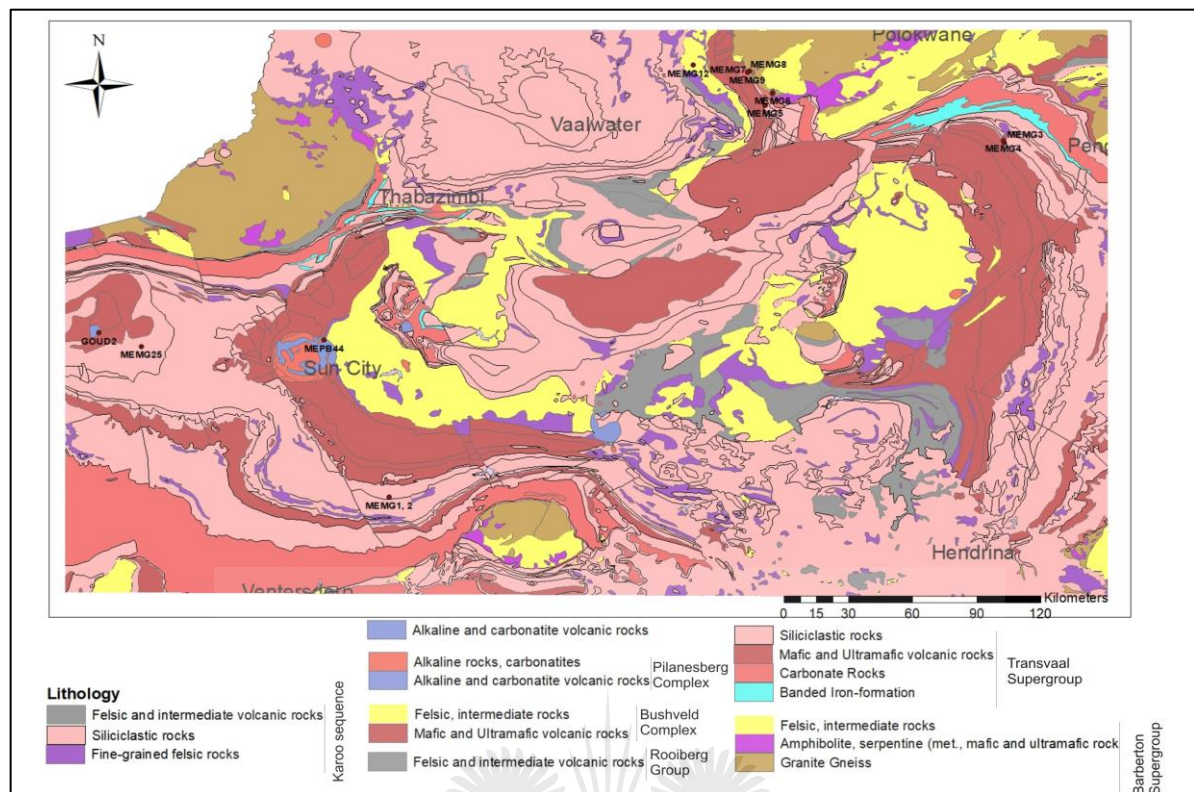 N
Polokwane
MEMG12
MEMG7
MEMG8
MEMG9
MEMG6
MEMG5
Vaalwater
MEMG3
MEMG4
Thabazimbi
GOUD2
MEMG25
MEPB44
Sun City
MEMG1, 2
Hendrina
Kilometers
0 15 30 60 90 120
Lithology
Felsic and intermediate volcanic rocks
Siliciclastic rocks
Fine-grained felsic rocks
Karoo sequence
Alkaline and carbonatite volcanic rocks
Alkaline rocks, carbonatites
Alkaline and carbonatite volcanic rocks
Pilanesberg
Complex
Felsic, intermediate rocks
Mafic and Ultramafic volcanic rocks
Bushveld
Complex
Felsic and intermediate volcanic rocks
Rooiberg
Group
Siliciclastic rocks
Mafic and Ultramafic volcanic rocks
Carbonate Rocks
Banded Iron-formation
Transvaal
Supergroup
Felsic, intermediate rocks
Amphibolite, serpentine (met., mafic and ultramafic rock
Granite Gneiss
Barberton
Supergroup